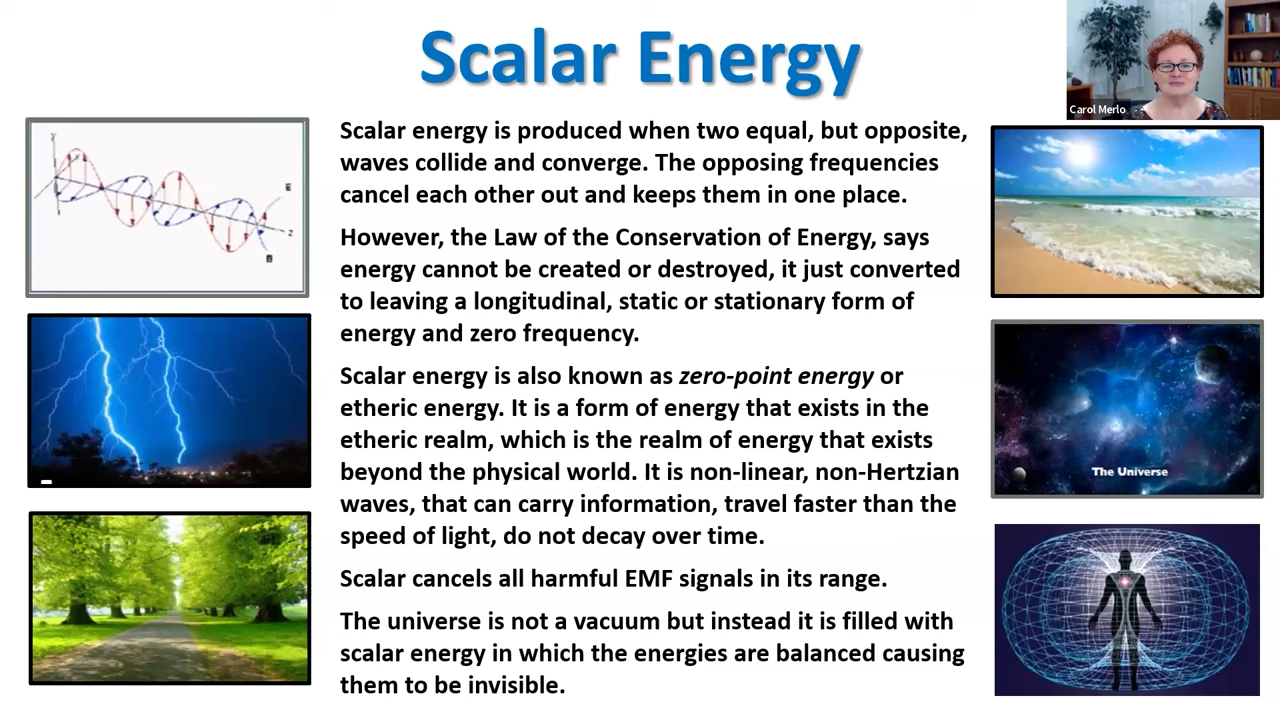 Scalar Energy
Carol Merlo
Scalar energy is produced when two equal, but opposite,
waves collide and converge. The opposing frequencies
cancel each other out and keeps them in one place.
However, the Law of the Conservation of Energy, says
energy cannot be created or destroyed, it just converted
to leaving a longitudinal, static or stationary form of
energy and zero frequency.
Scalar energy is also known as zero-point energy or
etheric energy. It is a form of energy that exists in the
etheric realm, which is the realm of energy that exists
beyond the physical world. It is non-linear, non-Hertzian
waves, that can carry information, travel faster than the
speed of light, do not decay over time.
Scalar cancels all harmful EMF signals in its range.
The universe is not a vacuum but instead it is filled with
scalar energy in which the energies are balanced causing
them to be invisible.
E
z
B
The Universe